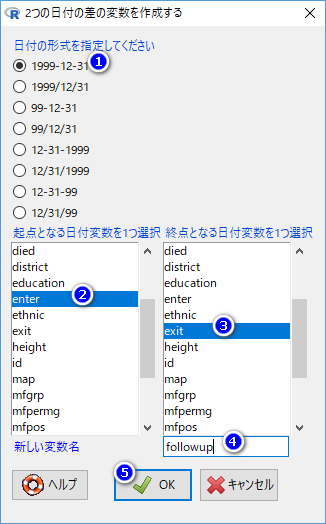 2つの日付の差の変数を作成する
日付の形式を指定してください
1999-12-31
1
1999/12/31
99-12-31
99/12/31
12-31-1999
12/31/1999
12-31-99
12/31/99
起点となる日付変数を1つ選択
died
district
education
enter
2
ethnic
exit
height
id
map
mfgrp
mfpermg
mfpos
終点となる日付変数を1つ選択
died
district
education
enter
ethnic
exit
3
height
id
map
mfgrp
mfpermg
mfpos
新しい変数名
followup
4
ヘルプ
5
OK
キャンセル